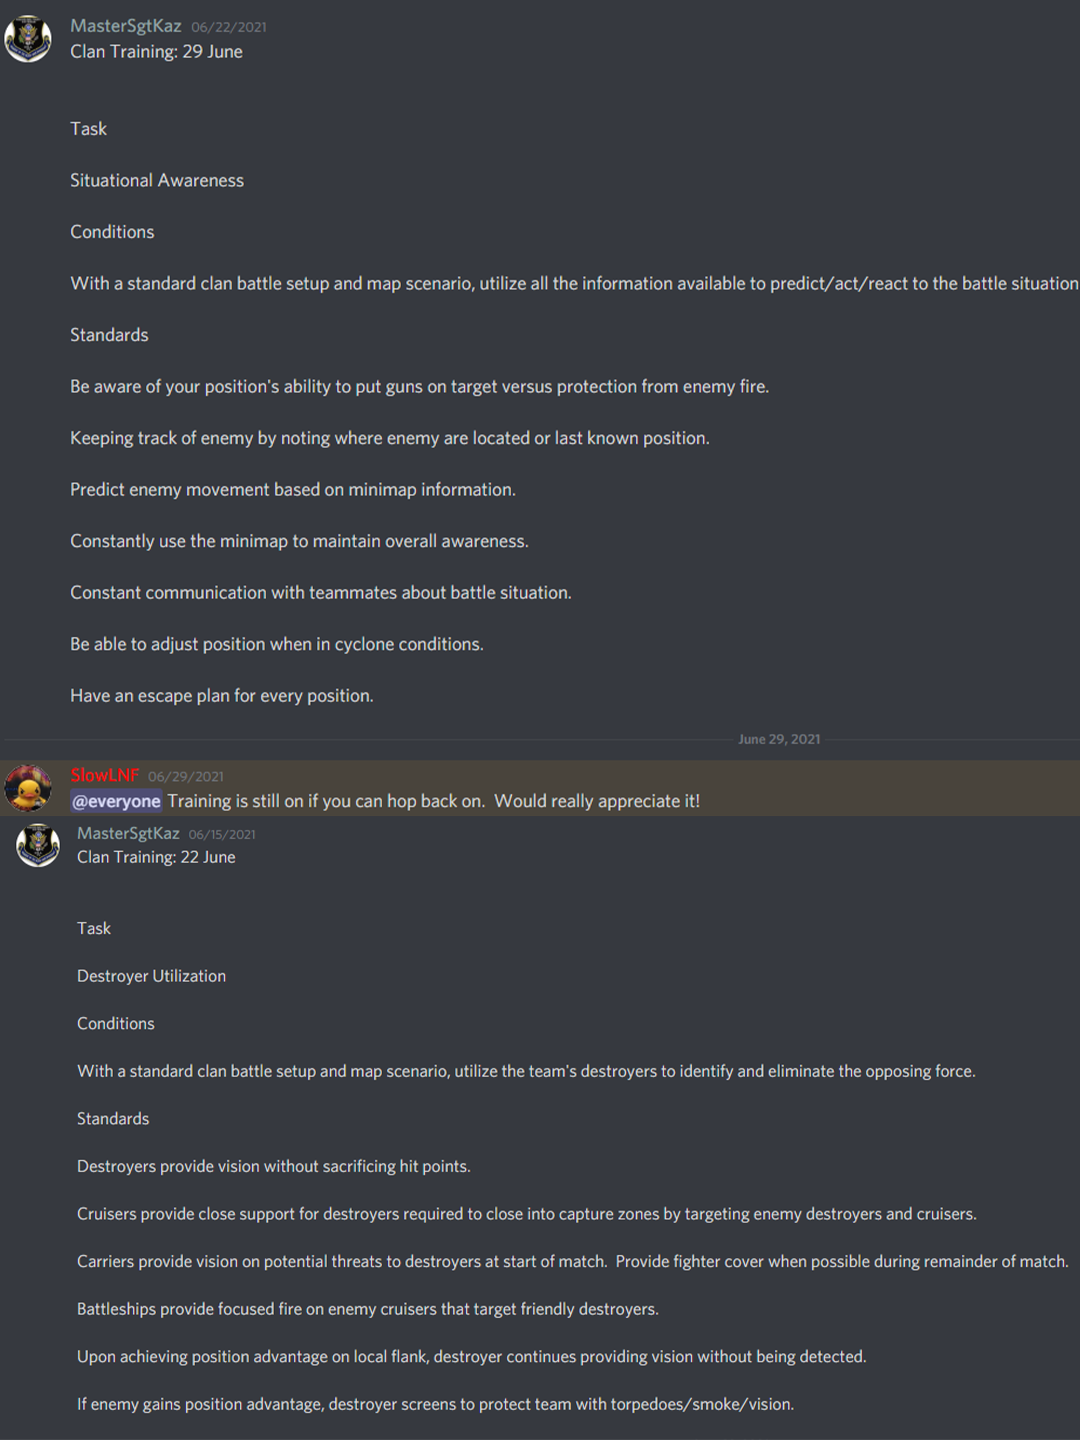 MasterSgtKaz 06/22/2021
Clan Training: 29 June
Task
Situational Awareness
Conditions
With a standard clan battle setup and map scenario, utilize all the information available to predict/act/react to the battle situation
Standards
Be aware of your position's ability to put guns on target versus protection from enemy fire.
Keeping track of enemy by noting where enemy are located or last known position.
Predict enemy movement based on minimap information.
Constantly use the minimap to maintain overall awareness.
Constant communication with teammates about battle situation.
Be able to adjust position when in cyclone conditions.
Have an escape plan for every position.
June 29, 2021
SlowLNF 06/29/2021
@everyone Training is still on if you can hop back on.  Would really appreciate it!
MasterSgtKaz 06/15/2021
Clan Training: 22 June
Task
Destroyer Utilization
Conditions
With a standard clan battle setup and map scenario, utilize the team's destroyers to identify and eliminate the opposing force.
Standards
Destroyers provide vision without sacrificing hit points.
Cruisers provide close support for destroyers required to close into capture zones by targeting enemy destroyers and cruisers.
Carriers provide vision on potential threats to destroyers at start of match.  Provide fighter cover when possible during remainder of match.
Battleships provide focused fire on enemy cruisers that target friendly destroyers.
Upon achieving position advantage on local flank, destroyer continues providing vision without being detected.
If enemy gains position advantage, destroyer screens to protect team with torpedoes/smoke/vision.